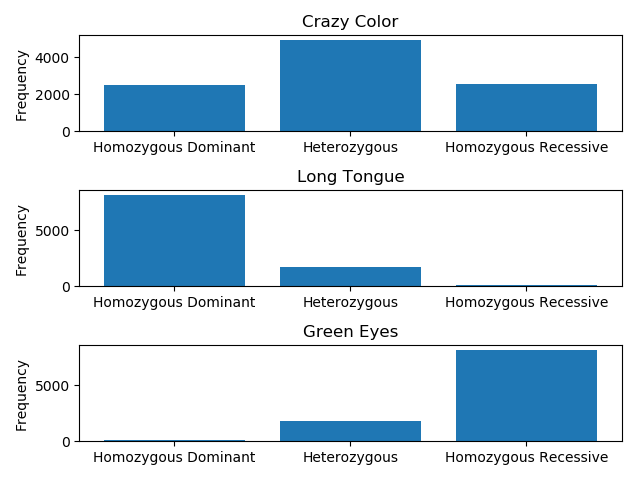 Crazy Color
Frequency
4000
2000
0
Homozygous Dominant Heterozygous Homozygous Recessive
Long Tongue
Frequency
5000
0
Homozygous Dominant Heterozygous Homozygous Recessive
Green Eyes
Frequency
5000
0
Homozygous Dominant Heterozygous Homozygous Recessive